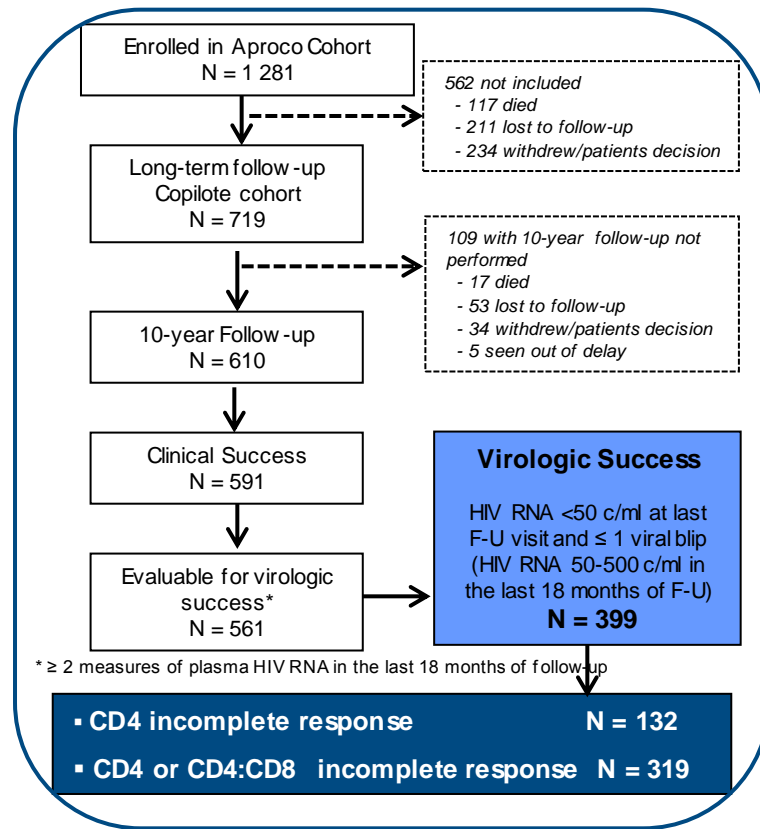 Enrolled in Aproco Cohort
N = 1 281
562 not included
- 117 died
- 211 lost to follow-up
- 234 withdrew/patients decision
Long-term follow-up
Copilote cohort
N = 719
109 with 10-year follow-up not
performed
- 17 died
- 53 lost to follow-up
- 34 withdrew/patients decision
- 5 seen out of delay
10-year Follow-up
N = 610
Clinical Success
N = 591
Virologic Success
HIV RNA <50 c/ml at last
F-U visit and ≤ 1 viral blip
(HIV RNA 50-500 c/ml in
the last 18 months of F-U)
N = 399
Evaluable for virologic
success*
N = 561
* ≥ 2 measures of plasma HIV RNA in the last 18 months of follow-up
▪ CD4 incomplete response N = 132
▪ CD4 or CD4:CD8 incomplete response N = 319